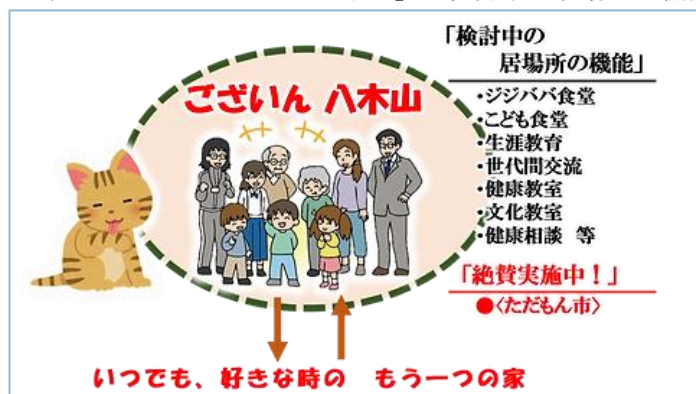 ございん 八木山
「検討中の
居場所の機能」
・ジジババ食堂
・こども食堂
・生涯教育
・世代間交流
・健康教室
・文化教室
・健康相談 等
「絶賛実施中！」
●〈ただもん市〉
いつでも、好きな時の もう一つの家